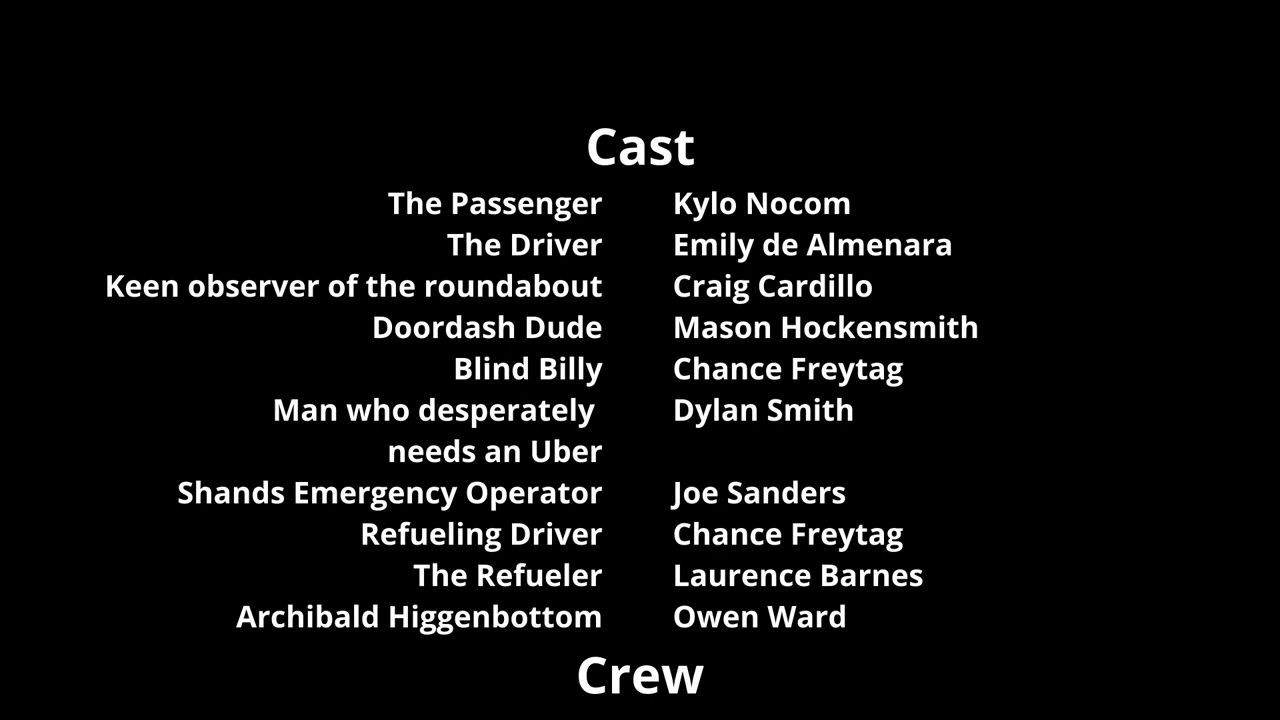 Cast
The Passenger Kylo Nocom
The Driver Emily de Almenara
Keen observer of the roundabout Craig Cardillo
Doordash Dude Mason Hockensmith
Blind Billy Chance Freytag
Man who desperately Dylan Smith
needs an Uber
Shands Emergency Operator Joe Sanders
Refueling Driver Chance Freytag
The Refueler Laurence Barnes
Archibald Higgenbottom Owen Ward
Crew